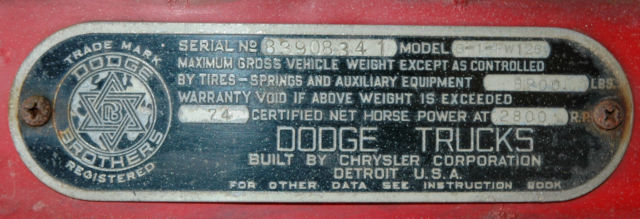 TRADE MARK
DODGE
DB
BROTHERS
REGISTERED
SERIAL NO 83908341 MODEL
MAXIMUM GROSS VEHICLE WEIGHT EXCEPT AS CONTROLLED
BY TIRES-SPRINGS AND AUXILIARY EQUIPMENT LBS.
WARRANTY VOID IF ABOVE WEIGHT IS EXCEEDED
74 CERTIFIED NET HORSE POWER AT 2800 R.P.
DODGE TRUCKS
BUILT BY CHRYSLER CORPORATION
DETROIT U.S.A.
FOR OTHER DATA SEE INSTRUCTION BOOK